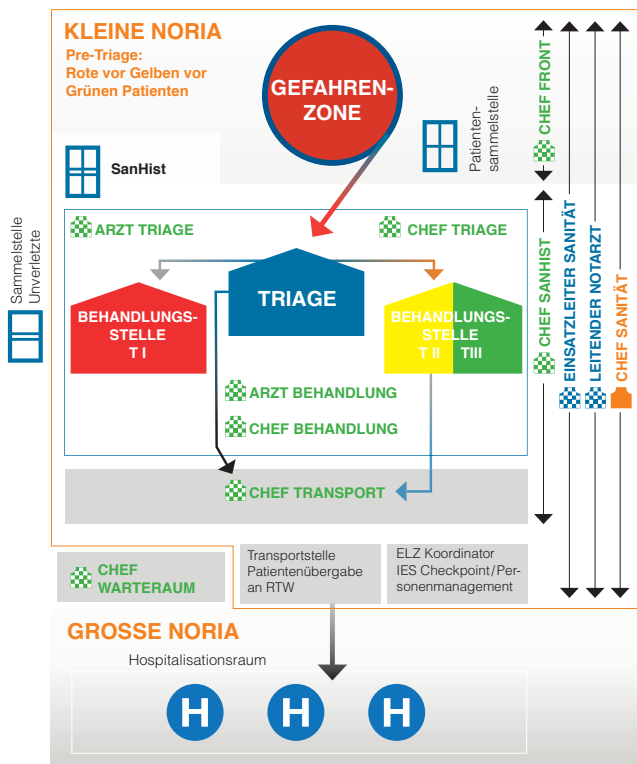 KLEINE NORIA
Pre-Triage:
Rote vor Gelben vor
Grünen Patienten
GEFAHREN-
ZONE
Patienten-
sammelstelle
CHEF FRONT
SanHist
Sammelstelle
Unverletzte
ARZT TRIAGE
CHEF TRIAGE
TRIAGE
BEHANDLUNGS-
STELLE
T I
BEHANDLUNGS-
STELLE
T II TIII
CHEF SANHIST
EINSATZLEITER SANITÄT
LEITENDER NOTARZT
CHEF SANITÄT
ARZT BEHANDLUNG
CHEF BEHANDLUNG
CHEF TRANSPORT
CHEF
WARTERAUM
Transportstelle
Patientenübergabe
an RTW
ELZ Koordinator
IES Checkpoint/Per-
sonenmanagement
GROSSE NORIA
Hospitalisationsraum
H H H